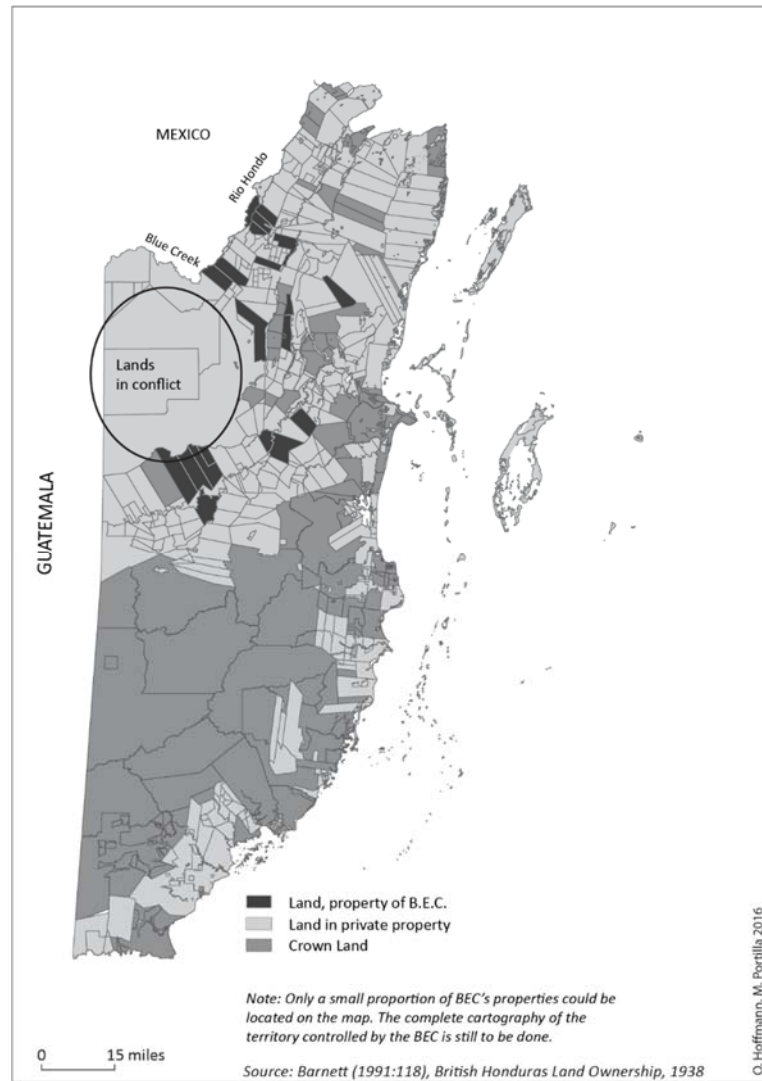 MEXICO
Rio Hondo
Blue Creek
Lands
in conflict
GUATEMALA
Land, property of B.E.C.
Land in private property
Crown Land
Note: Only a small proportion of BEC's properties could be
located on the map. The complete cartography of the
territory controlled by the BEC is still to be done.
0 15 miles
Source: Barnett (1991:118), British Honduras Land Ownership, 1938
O. Hoffmann, M. Portilla 2016